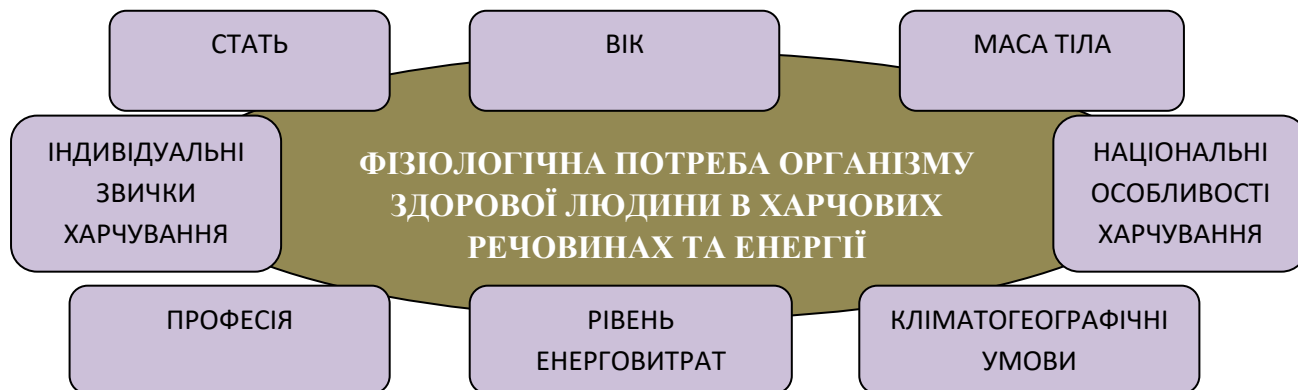 СТАТЬ
ВІК
МАСА ТІЛА
ІНДИВІДУАЛЬНІ
ЗВИЧКИ
ХАРЧУВАННЯ
ФІЗІОЛОГІЧНА ПОТРЕБА ОРГАНІЗМУ
ЗДОРОВОЇ ЛЮДИНИ В ХАРЧОВИХ
РЕЧОВИНАХ ТА ЕНЕРГІЇ
НАЦІОНАЛЬНІ
ОСОБЛИВОСТІ
ХАРЧУВАННЯ
ПРОФЕСІЯ
РІВЕНЬ
ЕНЕРГОВИТРАТ
КЛІМАТОГЕОГРАФІЧНІ
УМОВИ